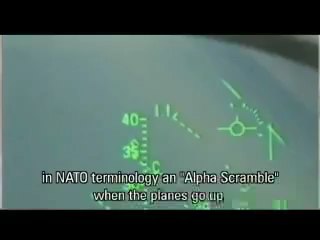 40
35
C
in NATO terminology an "Alpha Scramble"
when the planes go up